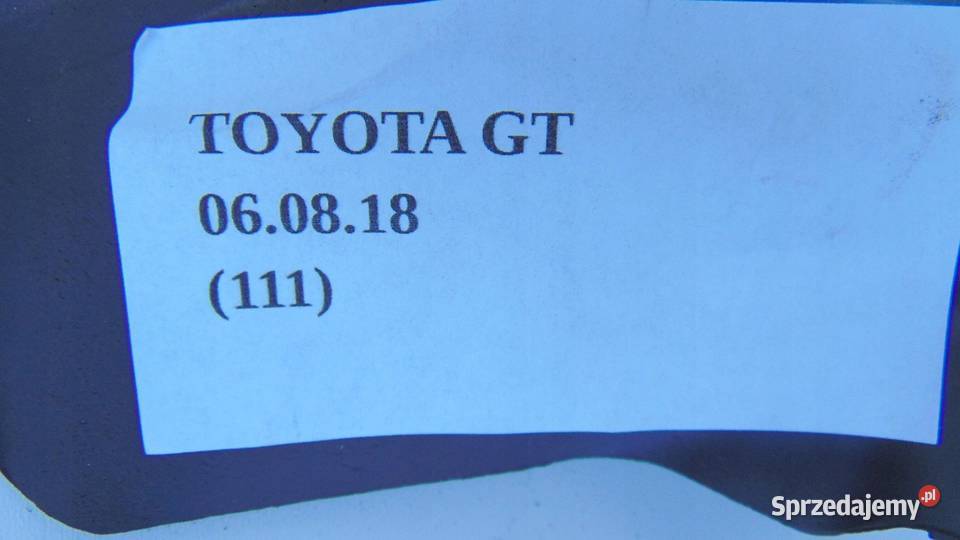 TOYOTA GT
06.08.18
(111)
Sprzedajemy.pl